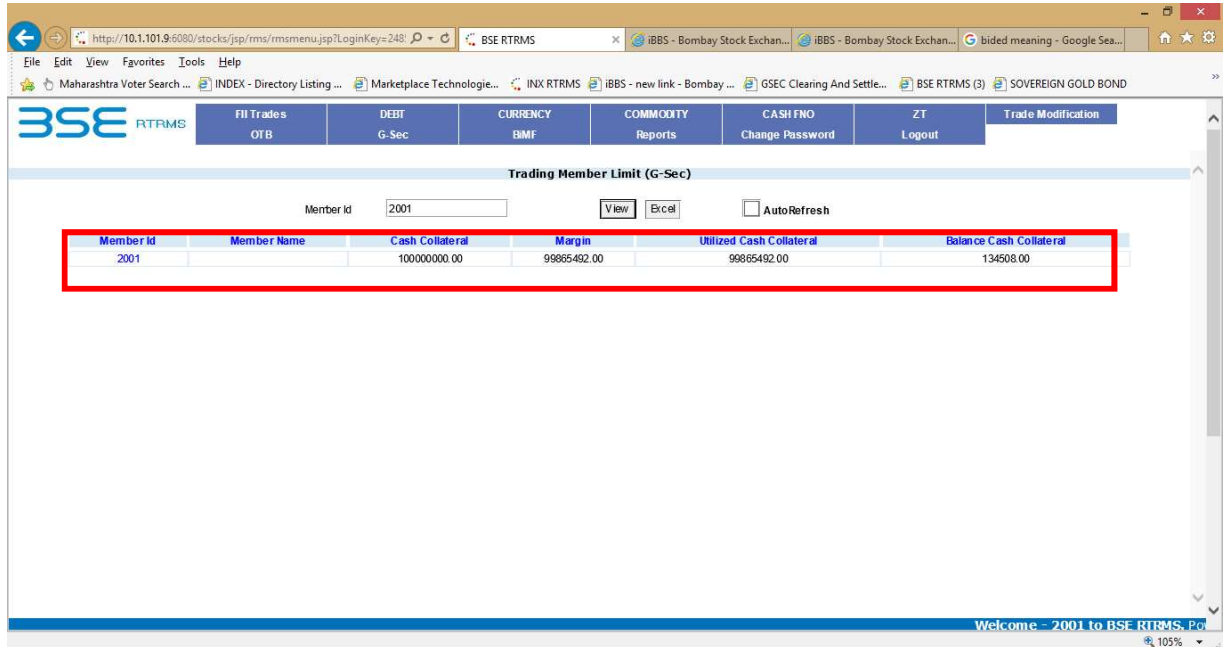 http://10.1.101.9:6080/stocks/jsp/rms/rmsmenu.jsp?LoginKey=248 BSE RTRMS iBBS - Bombay Stock Exchan... iBBS - Bombay Stock Exchan... bided meaning - Google Sea...
File Edit View Favorites Tools Help
Maharashtra Voter Search ... INDEX - Directory Listing ... Marketplace Technologie... INX RTRMS iBBS - new link - Bombay ... GSEC Clearing And Settle... BSE RTRMS (3) SOVEREIGN GOLD BOND
BSE RTRMS
FII Trades DEBT CURRENCY COMMODITY CASH FNO ZT Trade Modification
OTB G-Sec BIMF Reports Change Password Logout
Trading Member Limit (G-Sec)
Member Id 2001 View Excel AutoRefresh
Member Id Member Name Cash Collateral Margin Utilized Cash Collateral Balance Cash Collateral
2001 100000000.00 99865492.00 99865492.00 134508.00
Welcome - 2001 to BSE RTRMS. Po
105%